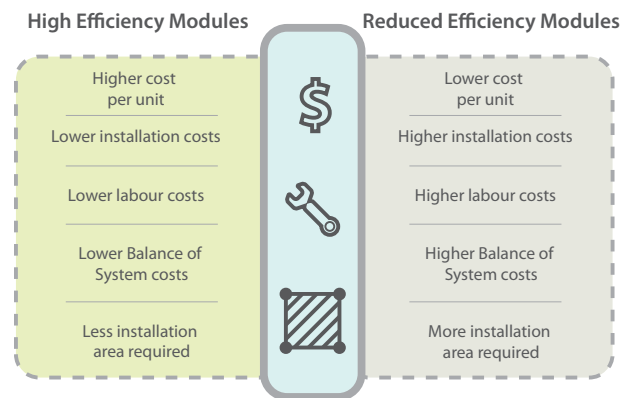 High Efficiency Modules
Reduced Efficiency Modules
Higher cost
per unit
Lower installation costs
Lower labour costs
Lower Balance of
System costs
Less installation
area required
$
Lower cost
per unit
Higher installation costs
Higher labour costs
Higher Balance of
System costs
More installation
area required